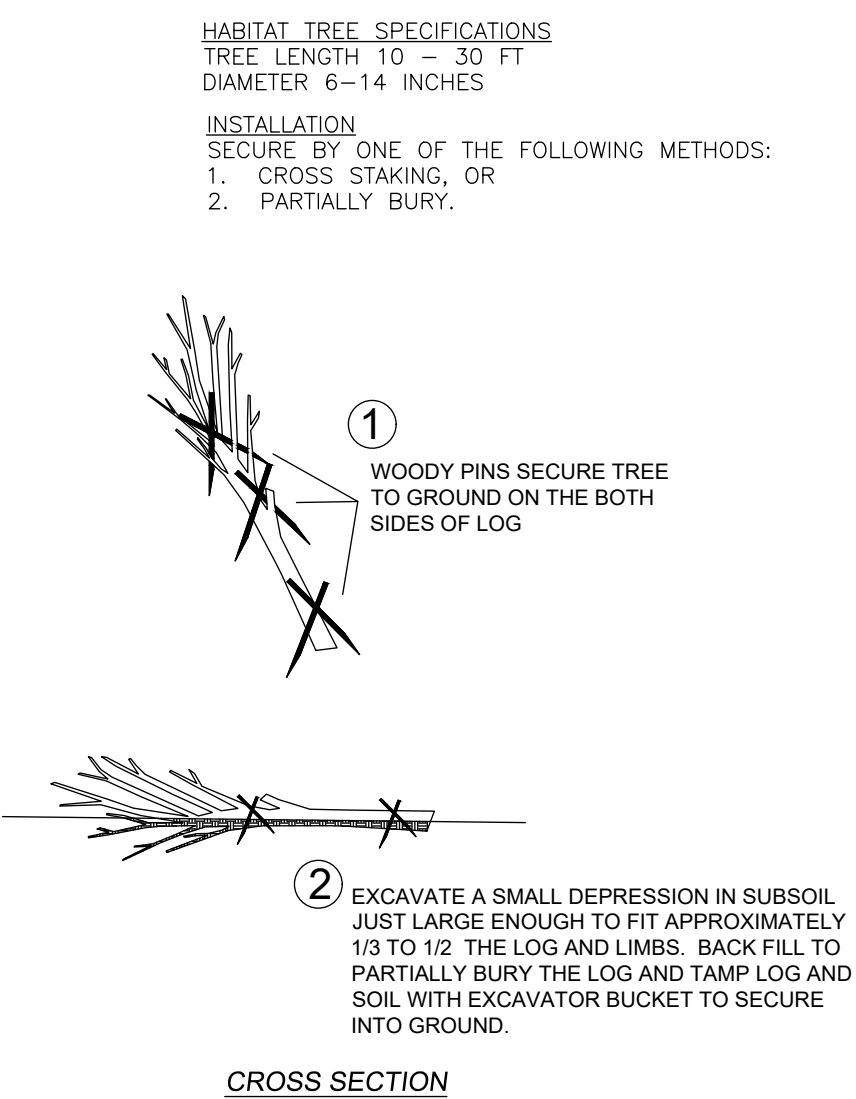 HABITAT TREE SPECIFICATIONS
TREE LENGTH 10 – 30 FT
DIAMETER 6–14 INCHES
INSTALLATION
SECURE BY ONE OF THE FOLLOWING METHODS:
1. CROSS STAKING, OR
2. PARTIALLY BURY.
1
WOODY PINS SECURE TREE
TO GROUND ON THE BOTH
SIDES OF LOG
2
EXCAVATE A SMALL DEPRESSION IN SUBSOIL
JUST LARGE ENOUGH TO FIT APPROXIMATELY
1/3 TO 1/2 THE LOG AND LIMBS. BACK FILL TO
PARTIALLY BURY THE LOG AND TAMP LOG AND
SOIL WITH EXCAVATOR BUCKET TO SECURE
INTO GROUND.
CROSS SECTION